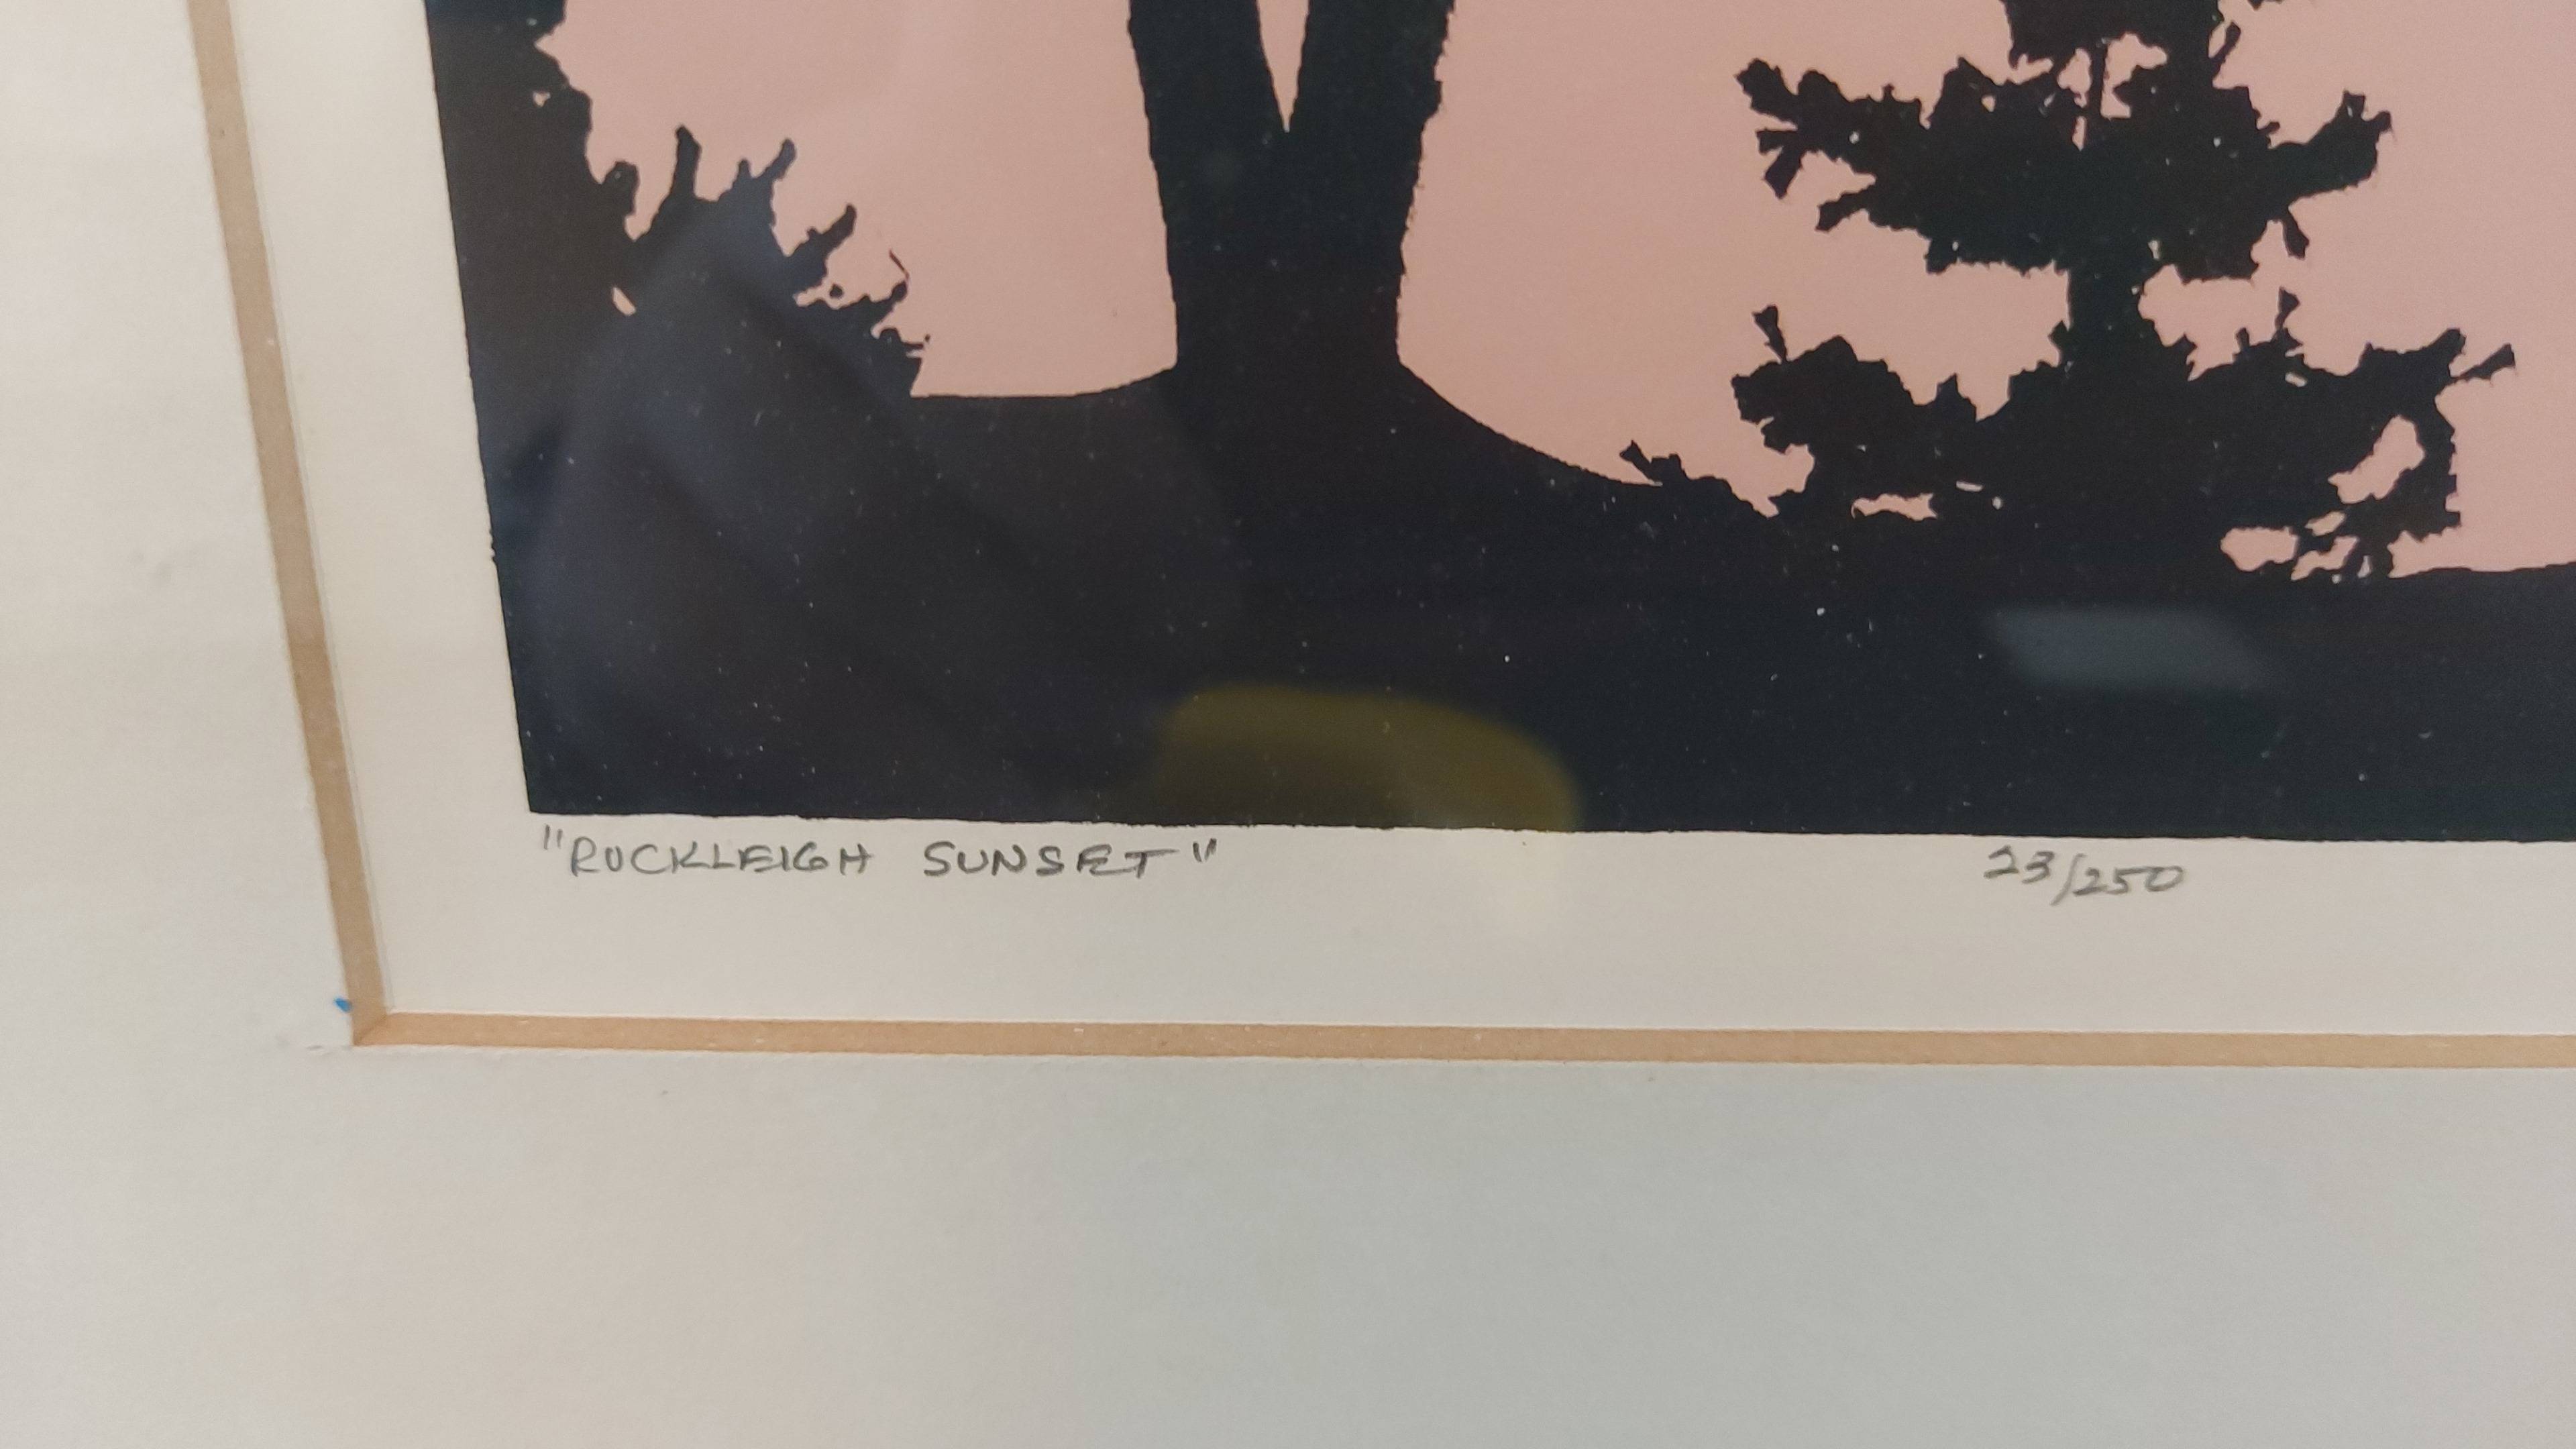 "ROCKLEIGH SUNSET" 23/250